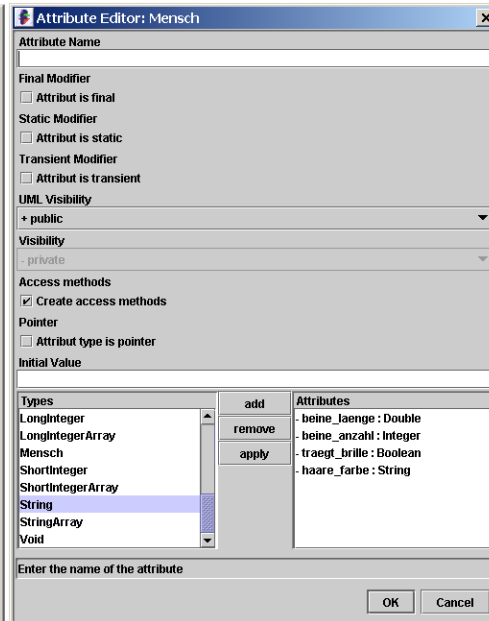 Attribute Editor: Mensch
Attribute Name
Final Modifier
Attribut is final
Static Modifier
Attribut is static
Transient Modifier
Attribut is transient
UML Visibility
+ public
Visibility
- private
Access methods
Create access methods
Pointer
Attribut type is pointer
Initial Value
Types
LongInteger
LongIntegerArray
Mensch
ShortInteger
ShortIntegerArray
String
StringArray
Void
add
remove
apply
Attributes
- beine_laenge : Double
- beine_anzahl : Integer
- traegt_brille : Boolean
- haare_farbe : String
Enter the name of the attribute
OK Cancel